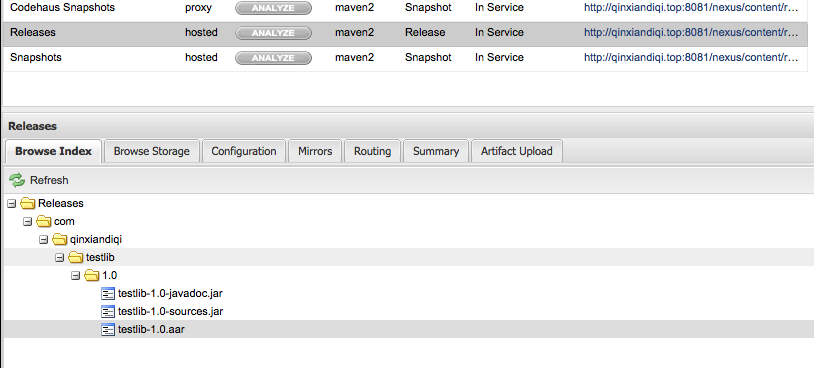 Codehaus Snapshots proxy ANALYZE maven2 Snapshot In Service http://qinxiandiqi.top:8081/nexus/content/r...
Releases hosted ANALYZE maven2 Release In Service http://qinxiandiqi.top:8081/nexus/content/r...
Snapshots hosted ANALYZE maven2 Snapshot In Service http://qinxiandiqi.top:8081/nexus/content/r...
Releases
Browse Index Browse Storage Configuration Mirrors Routing Summary Artifact Upload
Refresh
Releases
com
qinxiandiqi
testlib
1.0
testlib-1.0-javadoc.jar
testlib-1.0-sources.jar
testlib-1.0.aar